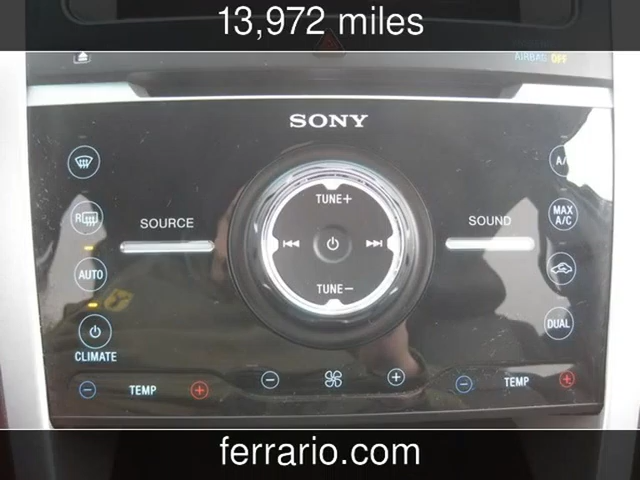 13,972 miles
AIRBAG OFF
SONY
A/
R
SOURCE
TUNE+
SOUND
MAX
A/C
AUTO
TUNE–
DUAL
CLIMATE
– TEMP +
– +
– TEMP +
ferrario.com